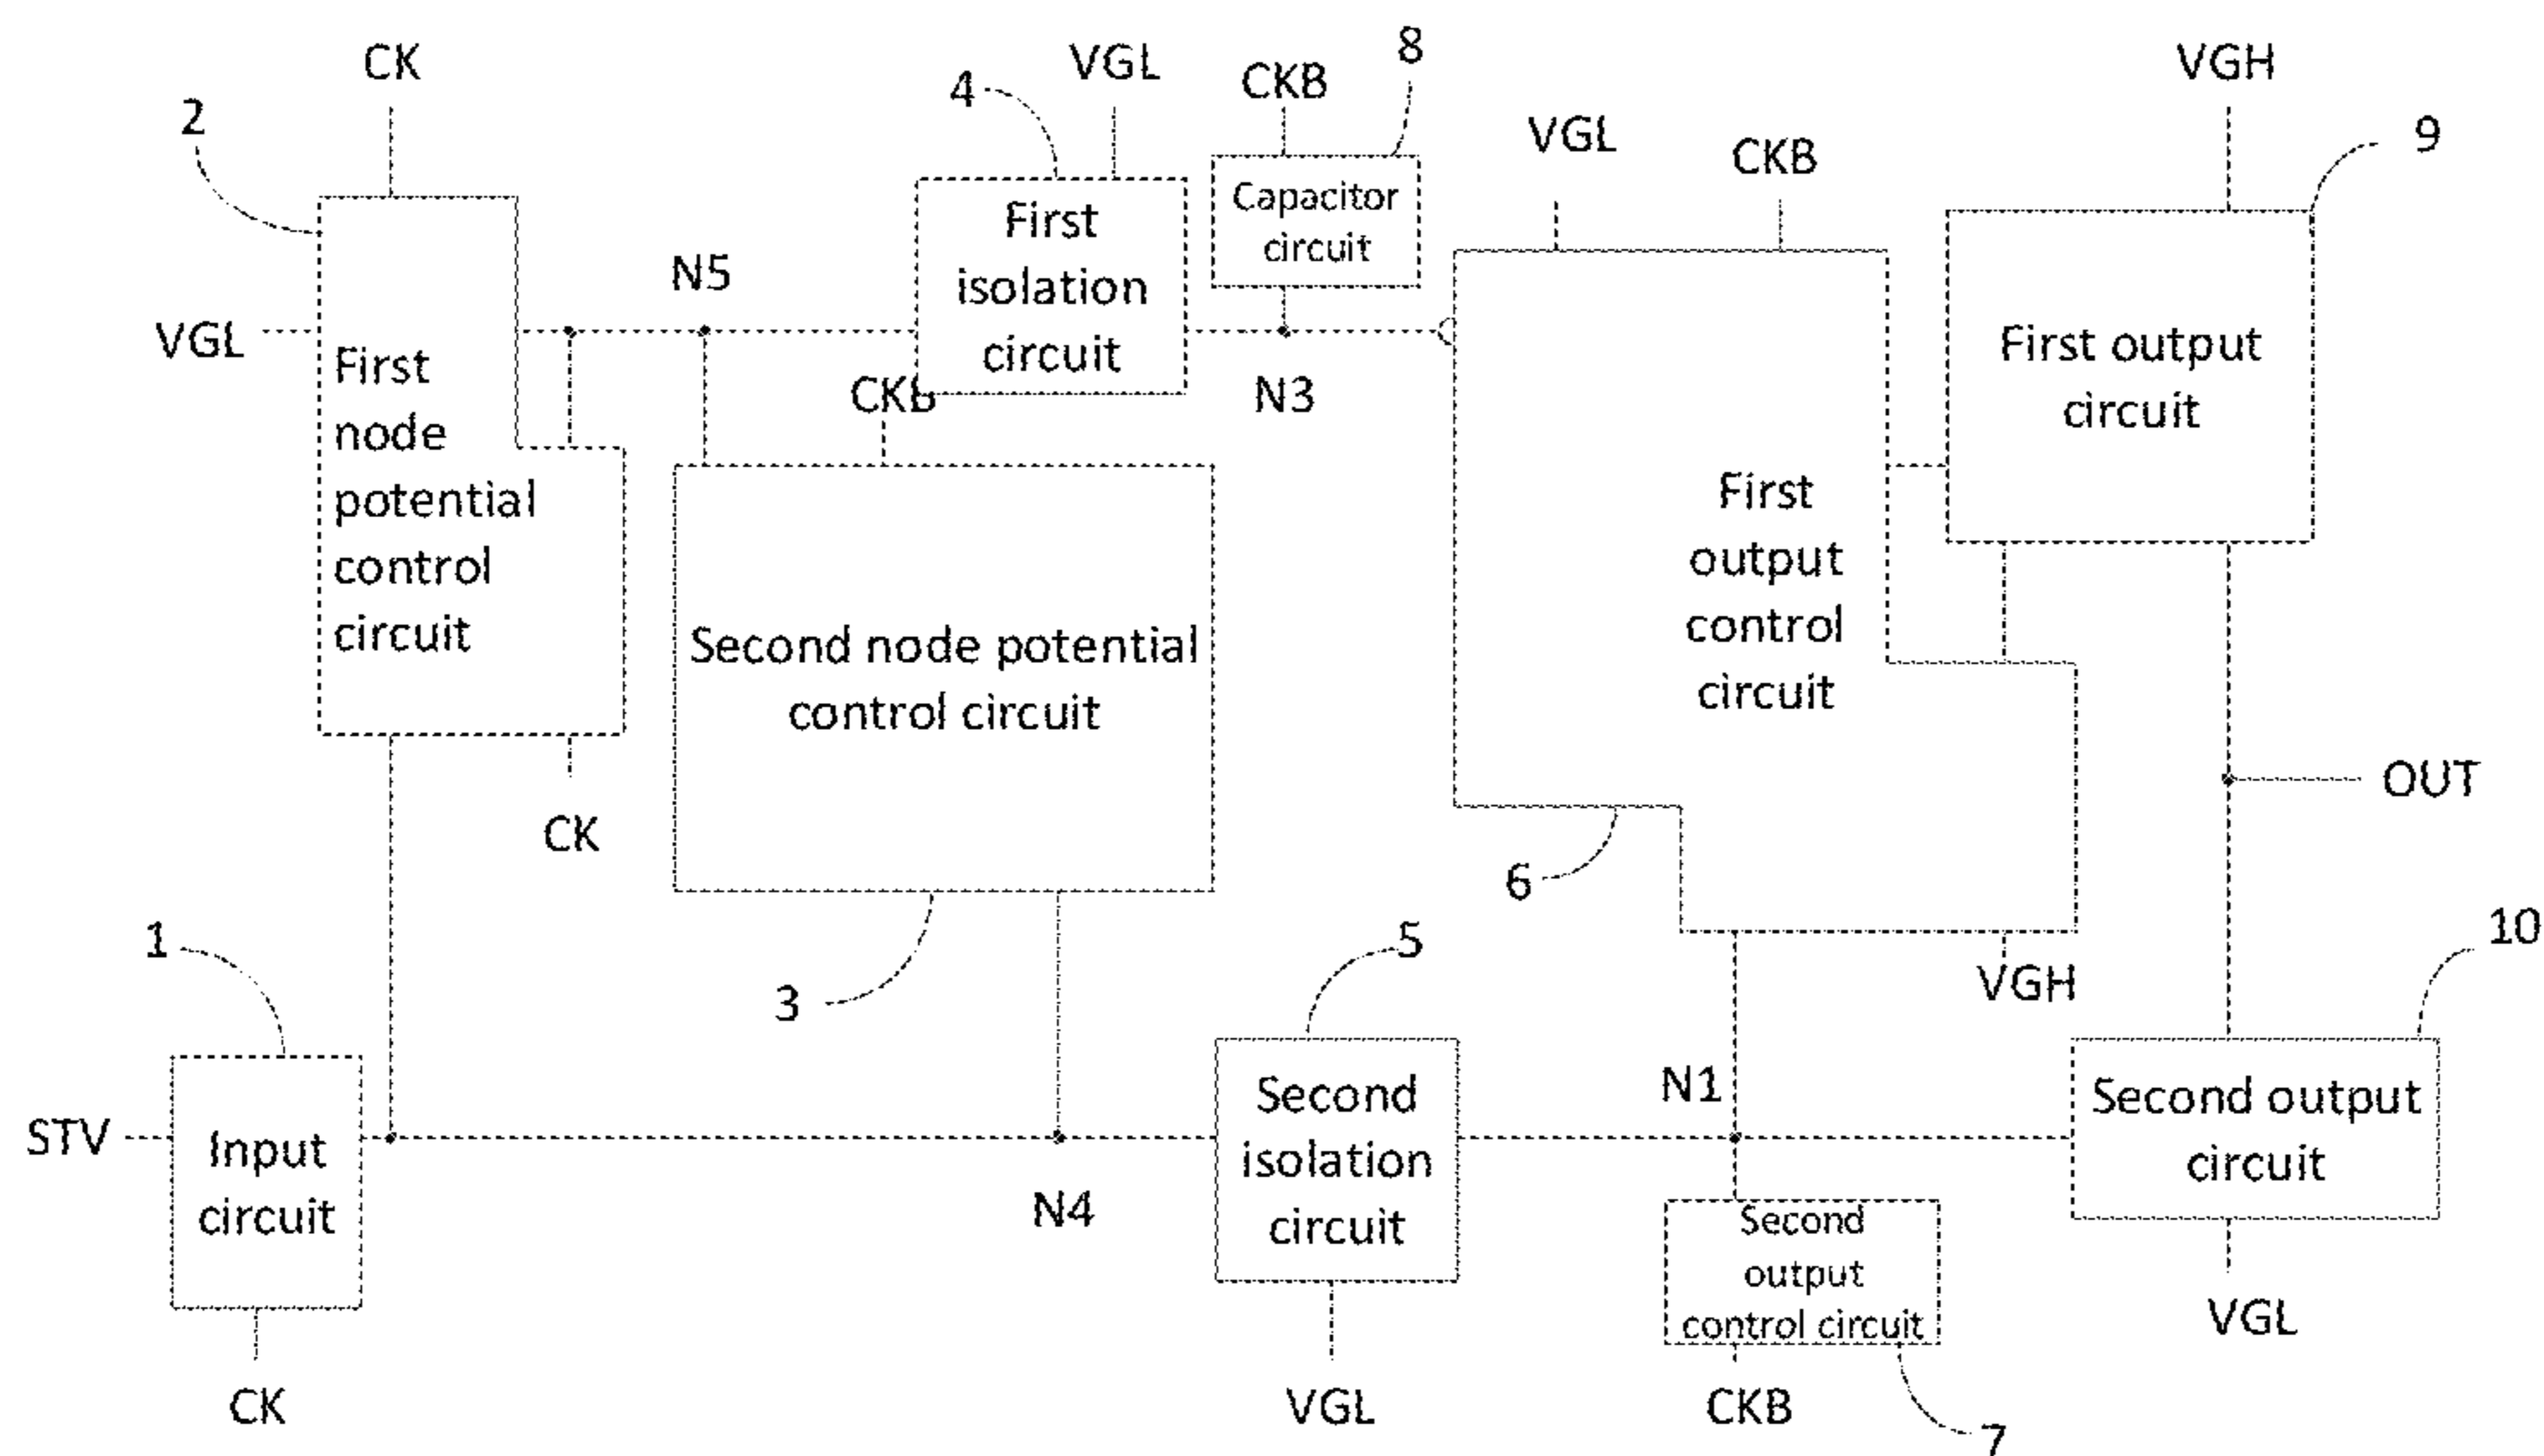 CK
VGL
8
CKB
VGH
4
2
VGL
CKB
9
Capacitor
circuit
First
isolation
circuit
N5
VGL
First
node
potential
control
circuit
CKB
N3
First output
circuit
First
output
control
circuit
Second node potential
control circuit
OUT
CK
6
1
3
5
VGH
10
N1
STV
Input
circuit
N4
Second
isolation
circuit
Second output
circuit
Second
output
control circuit
VGL
CK
VGL
CKB
7